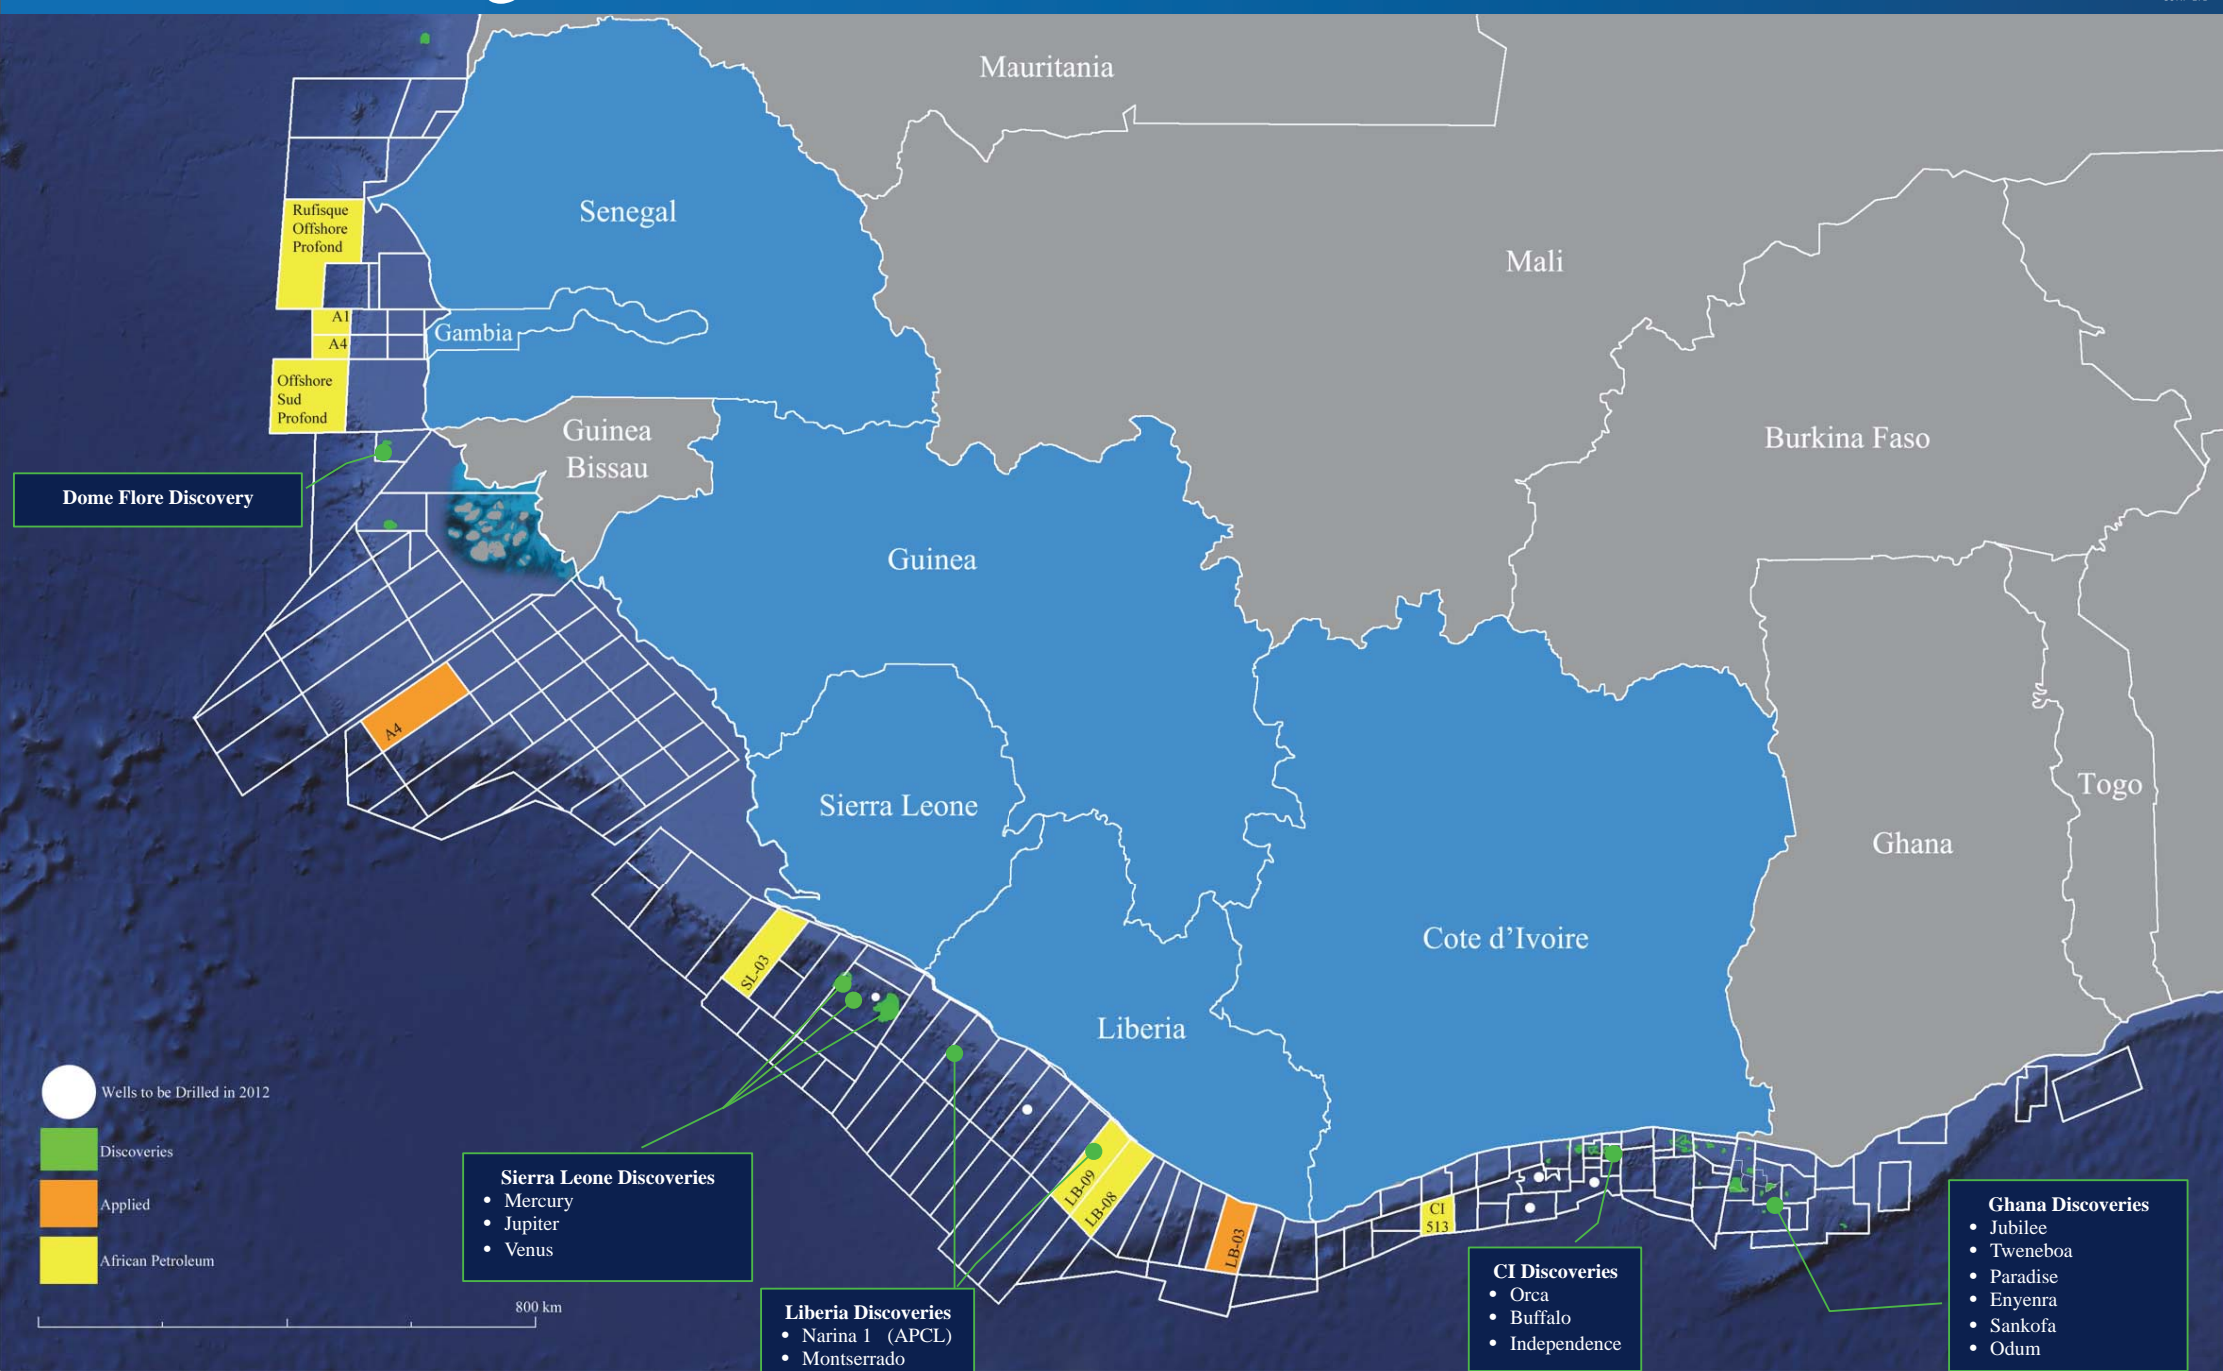 Mauritania
Senegal
Mali
Rufisque
Offshore
Profond
A1
A4
Gambia
Offshore
Sud
Profond
Guinea
Bissau
Burkina Faso
Dome Flore Discovery
Guinea
A4
Sierra Leone
Togo
Ghana
Cote d’Ivoire
SL-03
Liberia
Wells to be Drilled in 2012
Discoveries
Applied
African Petroleum
800 km
LB-09
LB-08
LB-03
CI
513
Sierra Leone Discoveries
• Mercury
• Jupiter
• Venus
Liberia Discoveries
• Narina 1 (APCL)
• Montserrado
CI Discoveries
• Orca
• Buffalo
• Independence
Ghana Discoveries
• Jubilee
• Tweneboa
• Paradise
• Enyenra
• Sankofa
• Odum